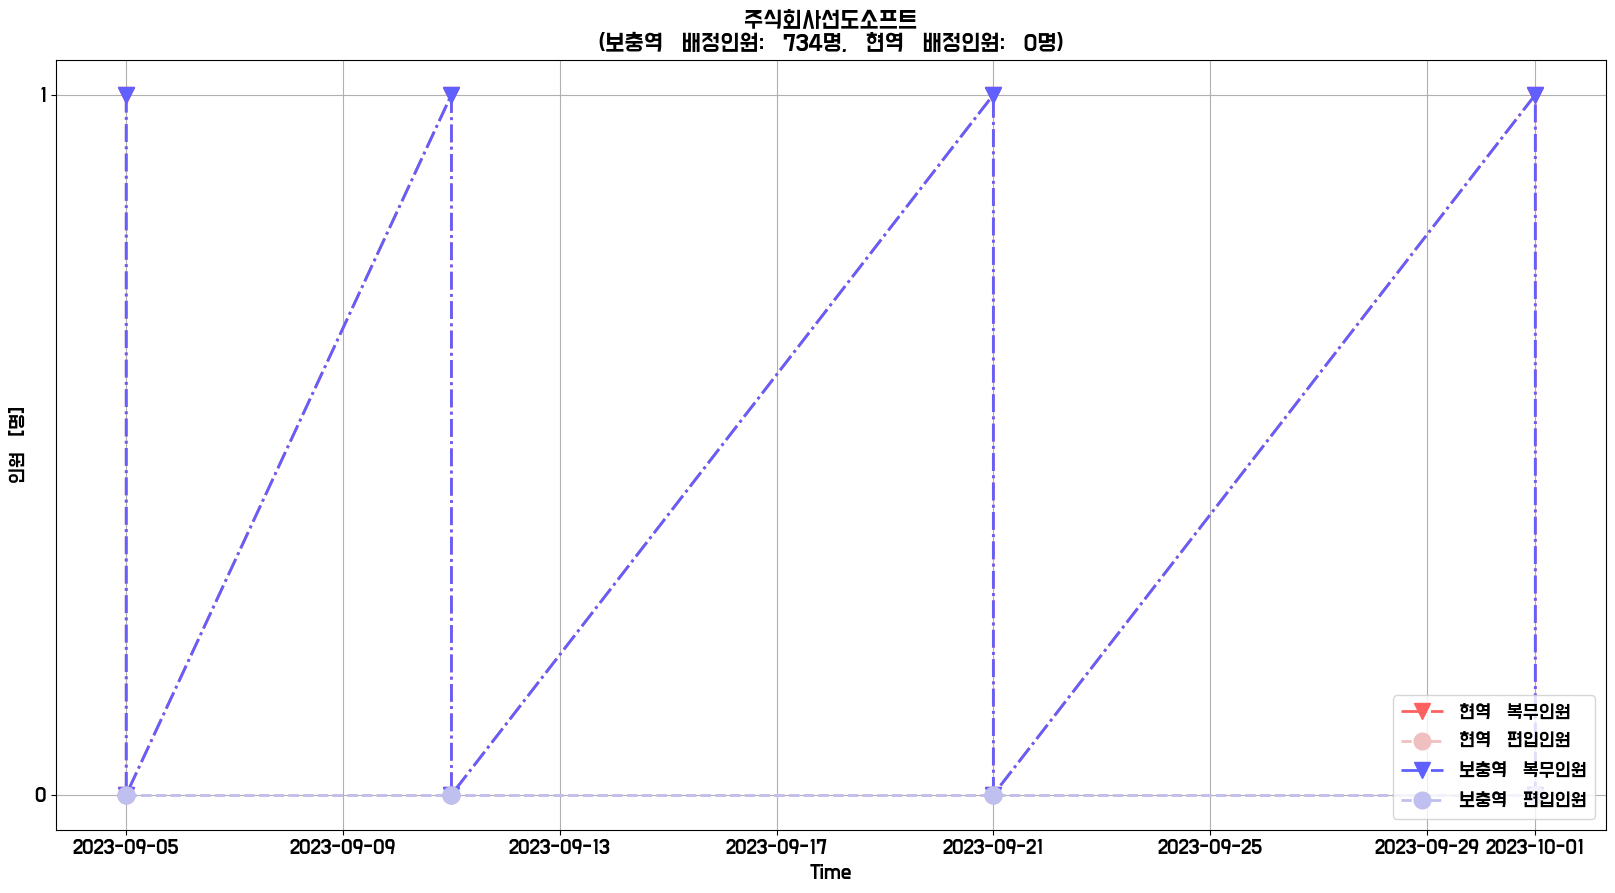 주식회사선도소프트
(보충역 배정인원: 734명, 현역 배정인원: 0명)
1
0
인원 [명]
현역 복무인원
현역 편입인원
보충역 복무인원
보충역 편입인원
2023-09-05
2023-09-09
2023-09-13
2023-09-17
2023-09-21
2023-09-25
2023-09-29
2023-10-01
Time